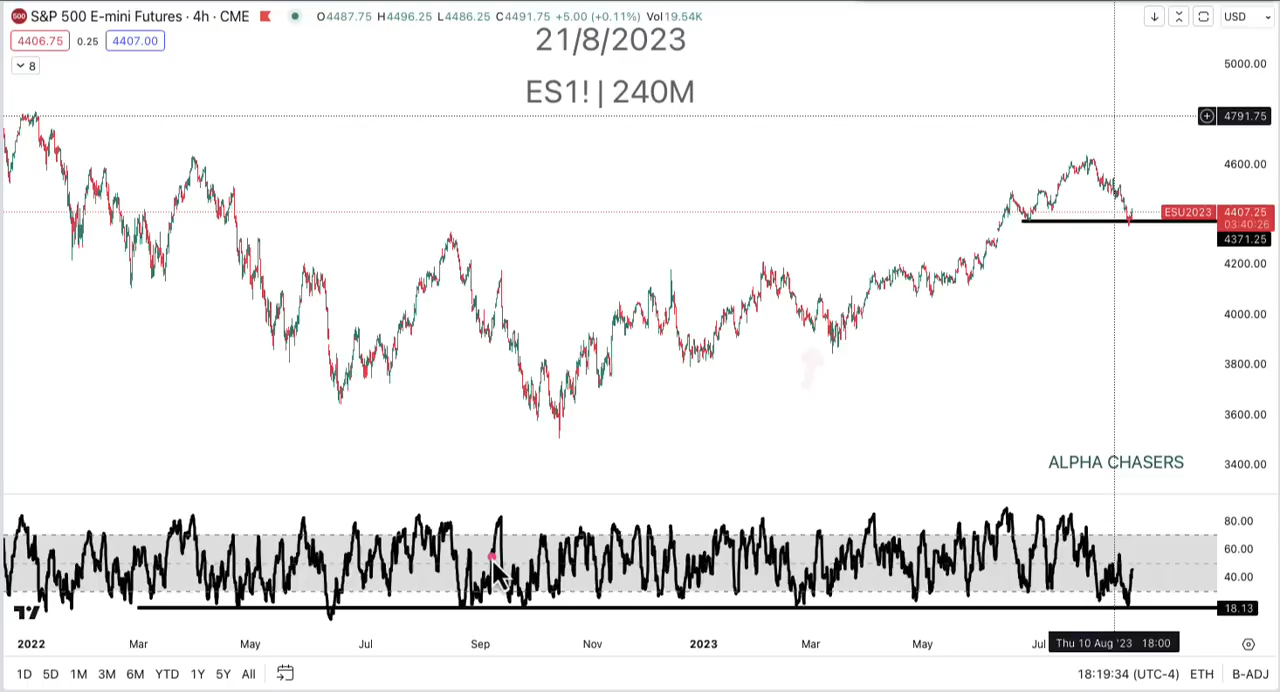 500 S&P 500 E-mini Futures · 4h · CME O4487.75 H4496.25 L4486.25 C4491.75 +5.00 (+0.11%) Vol19.54K USD
4406.75 0.25 4407.00
21/8/2023
8
ES1! | 240M
5000.00
4791.75
4600.00
ESU2023 4407.25
03:40:26
4371.25
4200.00
4000.00
3800.00
3600.00
ALPHA CHASERS
3400.00
80.00
60.00
40.00
18.13
2022 Mar May Jul Sep Nov 2023 Mar May Jul Thu 10 Aug '23 18:00
1D 5D 1M 3M 6M YTD 1Y 5Y All 18:19:34 (UTC-4) ETH B-ADJ